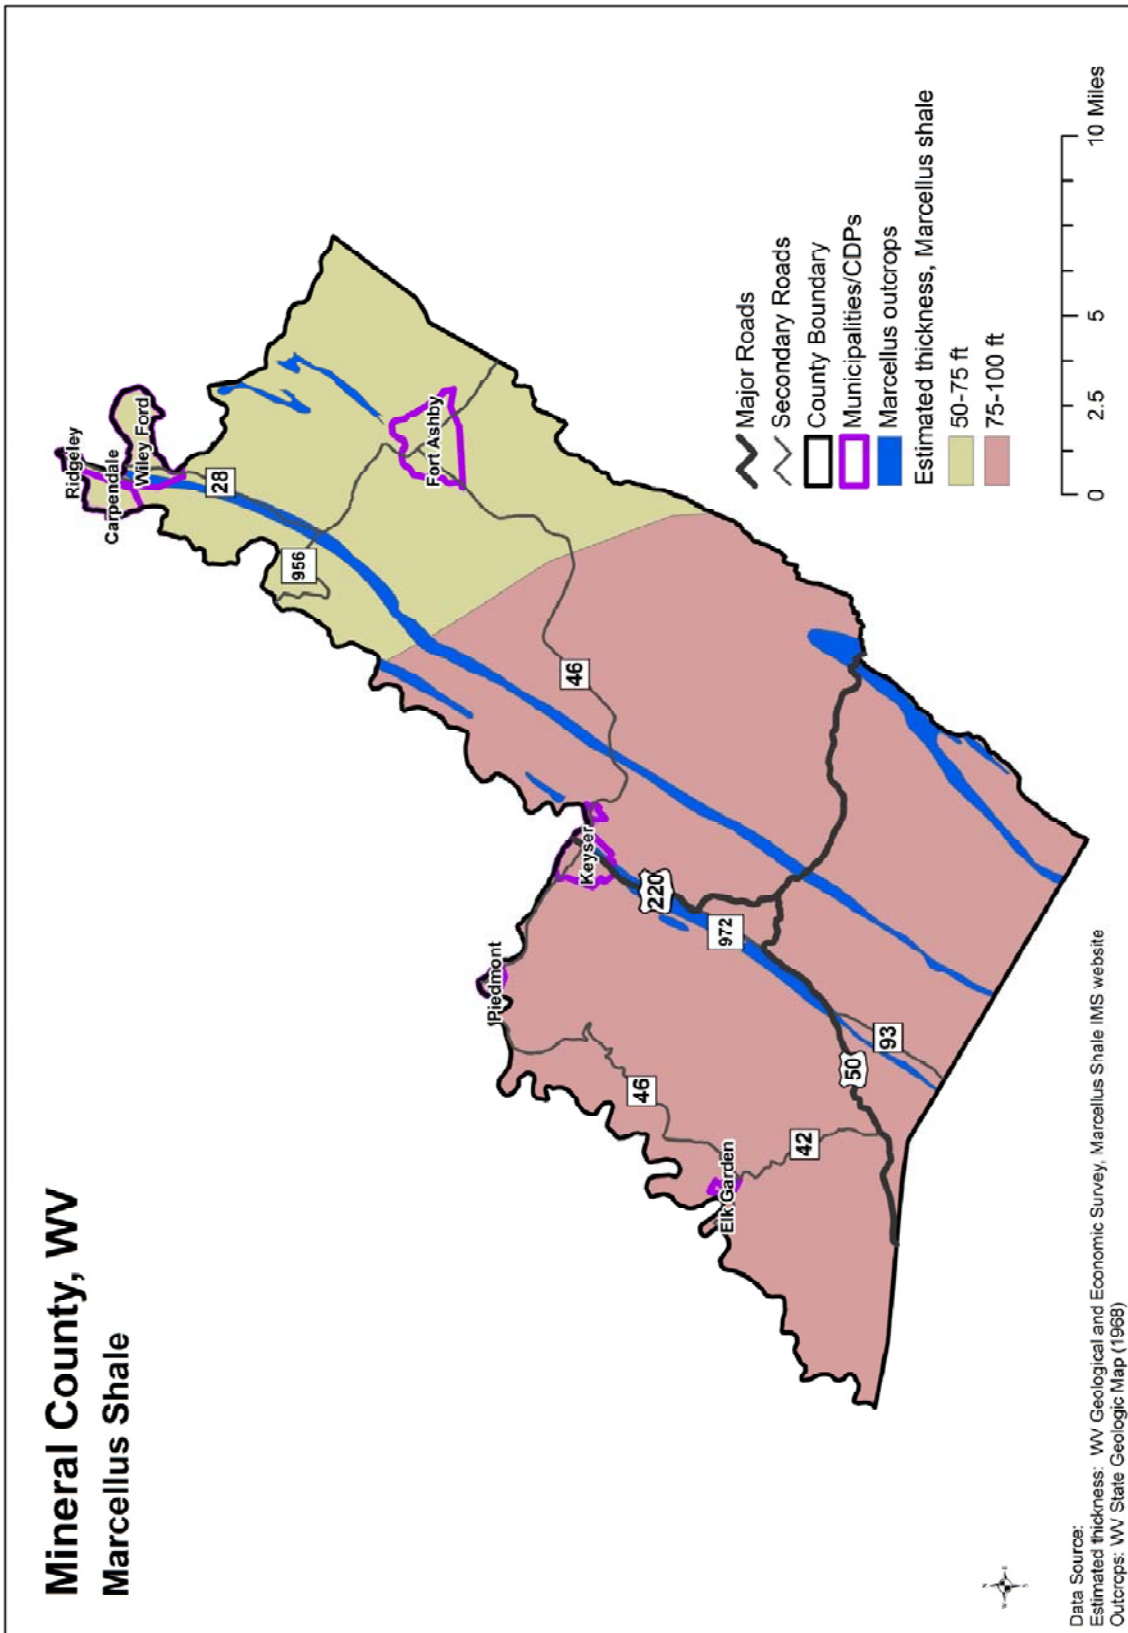 Mineral County, WV
Marcellus Shale
Ridgeley
Carpendale
Wiley Ford
28
956
Fort Ashby
46
Keyser
Piedmont
220
972
46
Elk Garden
42
50
93
Major Roads
Secondary Roads
County Boundary
Municipalities/CDPs
Marcellus outcrops
Estimated thickness, Marcellus shale
50-75 ft
75-100 ft
0 2.5 5 10 Miles
Data Source:
Estimated thickness: WV Geological and Economic Survey, Marcellus Shale IMS website
Outcrops: WV State Geologic Map (1968)